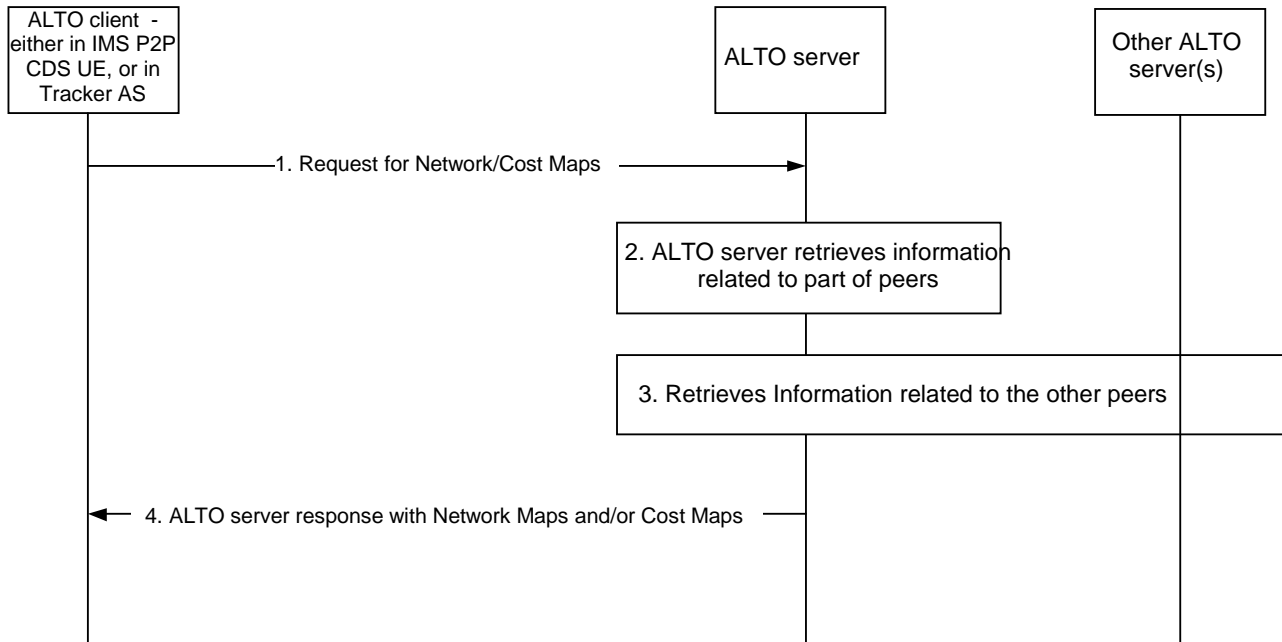 ALTO client -
either in IMS P2P
CDS UE, or in
Tracker AS
ALTO server
Other ALTO
server(s)
1. Request for Network/Cost Maps
2. ALTO server retrieves information
related to part of peers
3. Retrieves Information related to the other peers
4. ALTO server response with Network Maps and/or Cost Maps